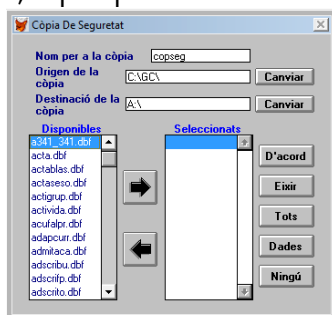 Còpia De Seguretat
Nom per a la còpia copseg
Origen de la còpia C:\GC\ Canviar
Destinació de la còpia A:\ Canviar
Disponibles Seleccionats
a341_341.dbf
acta.dbf
actablas.dbf
actaseso.dbf
actigrup.dbf
activida.dbf
acufalpr.dbf
adapcurr.dbf
admitaca.dbf
adscribu.dbf
adscrifp.dbf
adscrito.dbf
D'acord
Eixir
Tots
Dades
Ningú